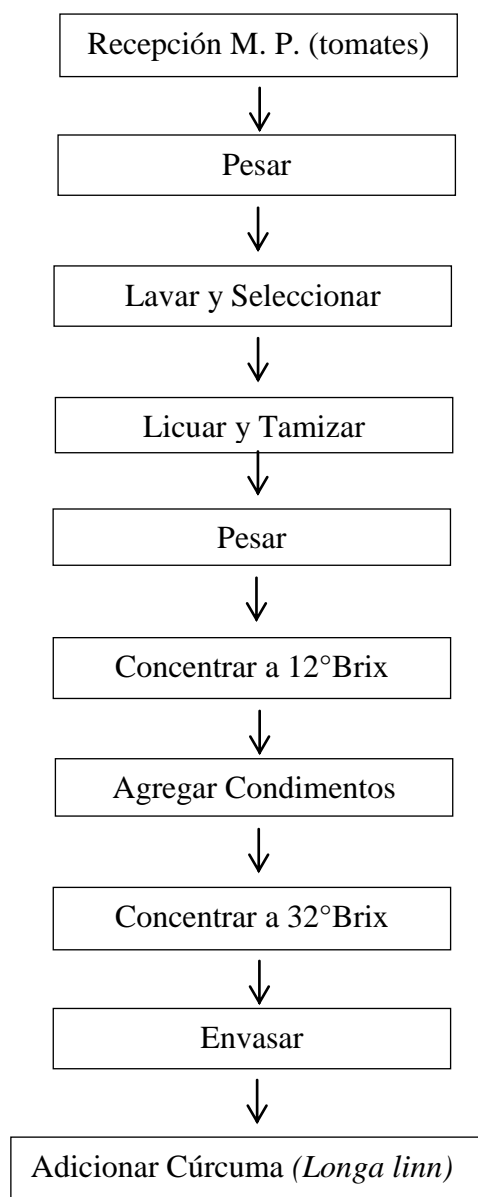 Recepción M. P. (tomates)
Pesar
Lavar y Seleccionar
Licuar y Tamizar
Pesar
Concentrar a 12°Brix
Agregar Condimentos
Concentrar a 32°Brix
Envasar
Adicionar Cúrcuma (Longa linn)